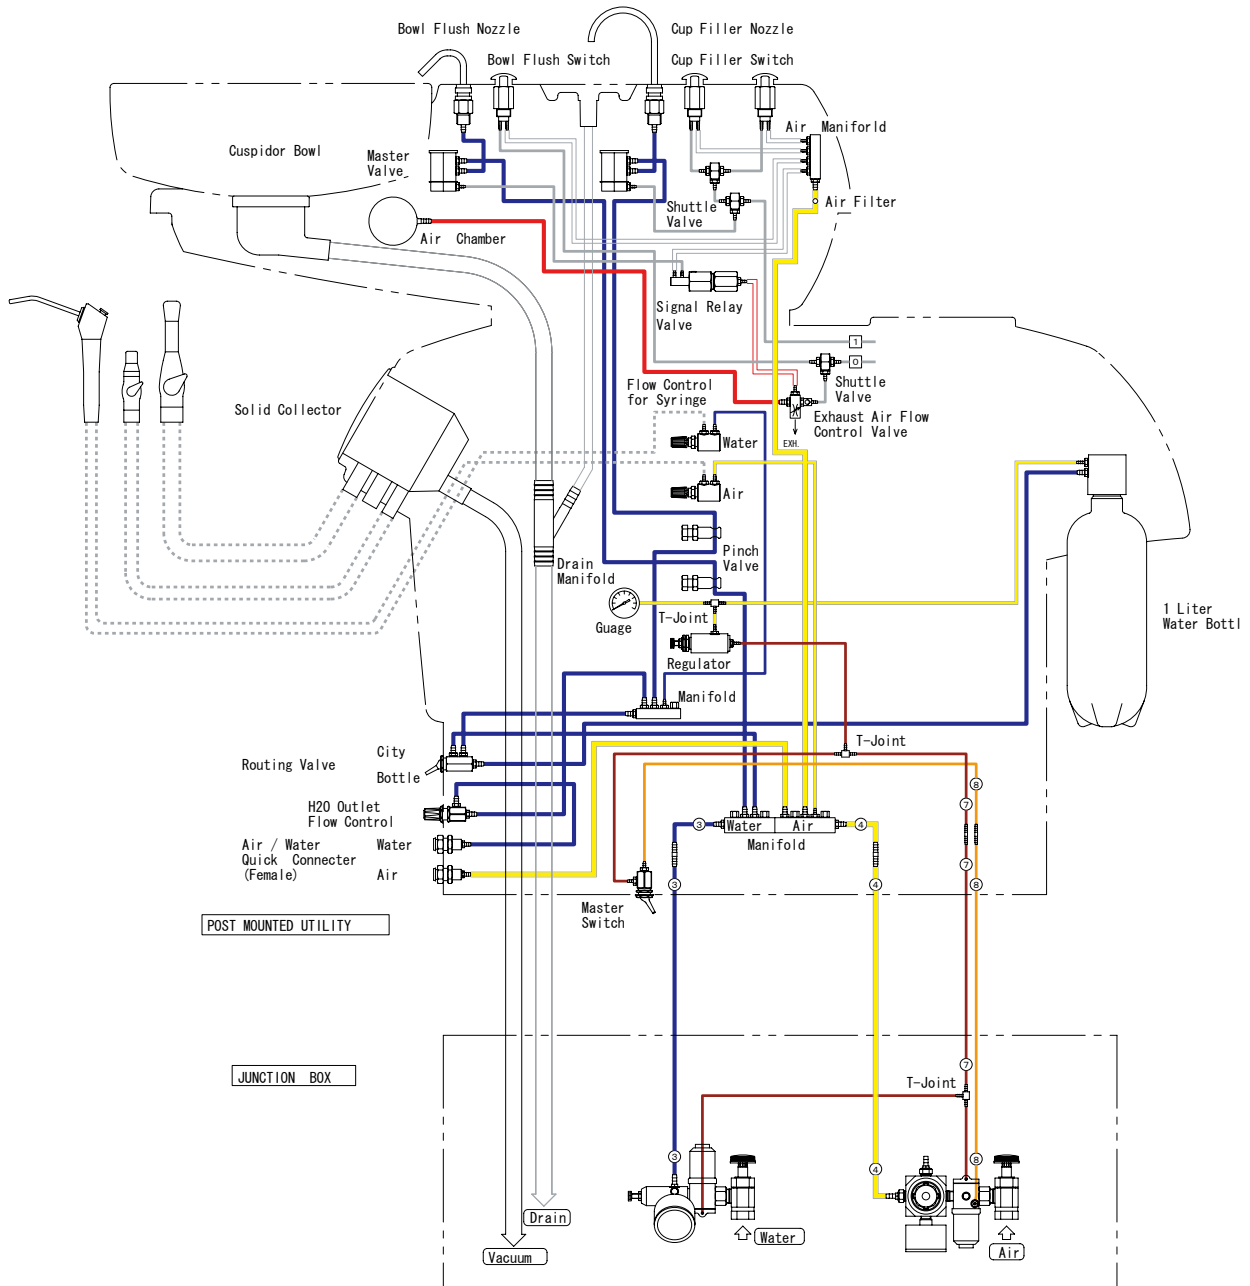 Bowl Flush Nozzle
Cup Filler Nozzle
Bowl Flush Switch
Cup Filler Switch
Air Maniforld
Cuspidor Bowl
Master
Valve
Air Filter
Shuttle
Valve
Air Chamber
Signal Relay
Valve
1
0
Shuttle
Valve
Flow Control
for Syringe
Solid Collector
Exhaust Air Flow
Control Valve
EXH.
Water
Air
Pinch
Valve
Drain
Manifold
Guage
T-Joint
1 Liter
Water Bottl
Regulator
Manifold
City
T-Joint
Routing Valve
Bottle
8
7
H2O Outlet
Flow Control
3
Water
Air
4
Manifold
Air / Water
Quick Connecter
(Female)
Water
Air
7
3
4
8
Master
Switch
POST MOUNTED UTILITY
7
JUNCTION BOX
T-Joint
3
4
8
Drain
Water
Air
Vacuum